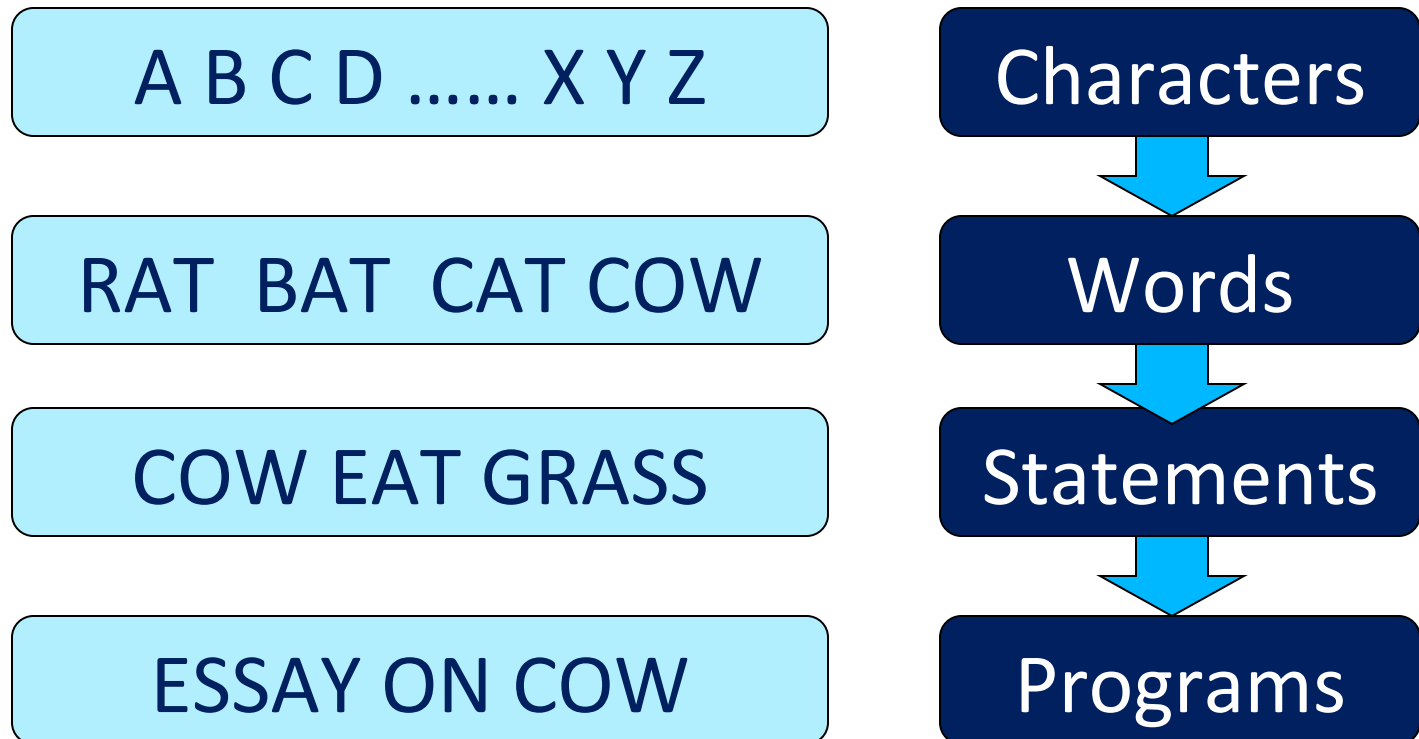 A B C D ...... X Y Z
Characters
RAT BAT CAT COW
Words
COW EAT GRASS
Statements
ESSAY ON COW
Programs